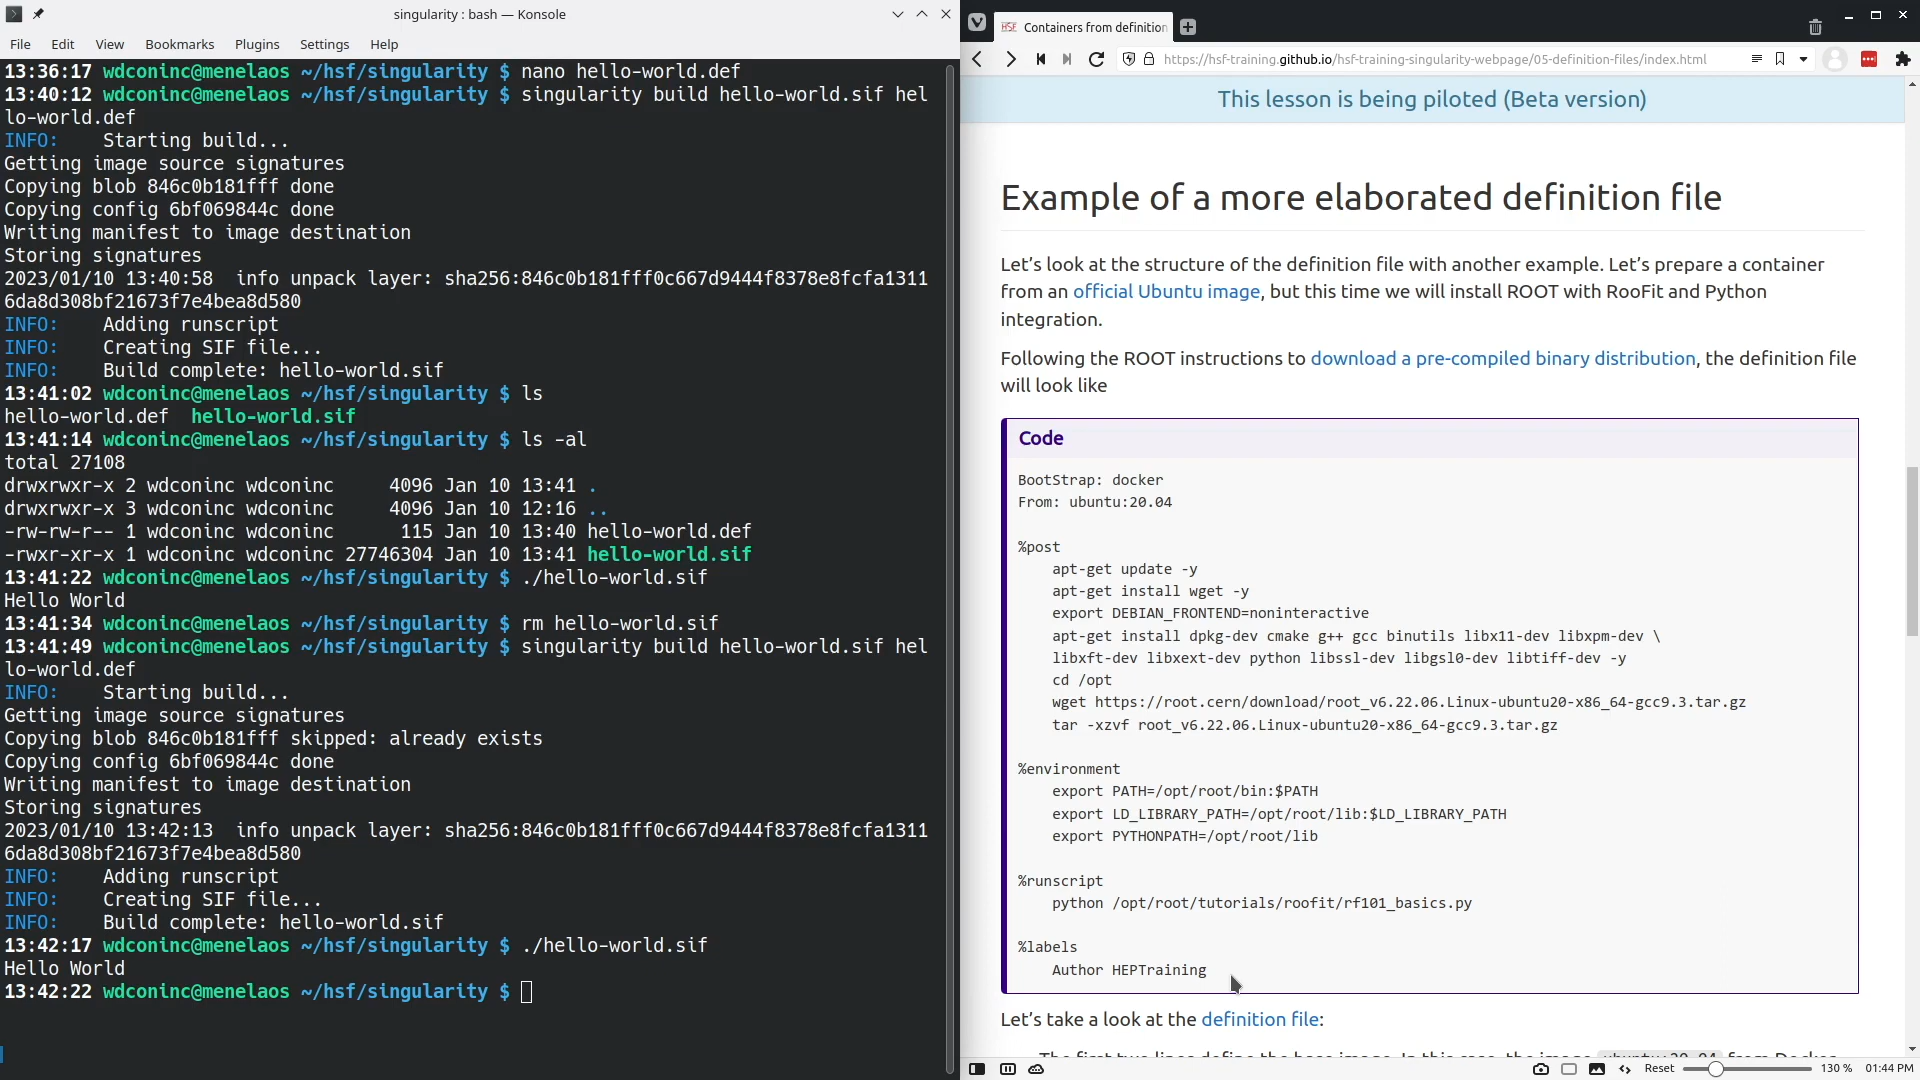 singularity : bash — Konsole
File Edit View Bookmarks Plugins Settings Help
13:36:17 wdconinc@menelaos ~/hsf/singularity $ nano hello-world.def
13:40:12 wdconinc@menelaos ~/hsf/singularity $ singularity build hello-world.sif hel
lo-world.def
INFO:    Starting build...
Getting image source signatures
Copying blob 846c0b181fff done
Copying config 6bf069844c done
Writing manifest to image destination
Storing signatures
2023/01/10 13:40:58  info unpack layer: sha256:846c0b181fff0c667d9444f8378e8fcfa1311
6da8d308bf21673f7e4bea8d580
INFO:    Adding runscript
INFO:    Creating SIF file...
INFO:    Build complete: hello-world.sif
13:41:02 wdconinc@menelaos ~/hsf/singularity $ ls
hello-world.def  hello-world.sif
13:41:14 wdconinc@menelaos ~/hsf/singularity $ ls -al
total 27108
drwxrwxr-x 2 wdconinc wdconinc     4096 Jan 10 13:41 .
drwxrwxr-x 3 wdconinc wdconinc     4096 Jan 10 12:16 ..
-rw-rw-r-- 1 wdconinc wdconinc      115 Jan 10 13:40 hello-world.def
-rwxr-xr-x 1 wdconinc wdconinc 27746304 Jan 10 13:41 hello-world.sif
13:41:22 wdconinc@menelaos ~/hsf/singularity $ ./hello-world.sif
Hello World
13:41:34 wdconinc@menelaos ~/hsf/singularity $ rm hello-world.sif
13:41:49 wdconinc@menelaos ~/hsf/singularity $ singularity build hello-world.sif hel
lo-world.def
INFO:    Starting build...
Getting image source signatures
Copying blob 846c0b181fff skipped: already exists
Copying config 6bf069844c done
Writing manifest to image destination
Storing signatures
2023/01/10 13:42:13  info unpack layer: sha256:846c0b181fff0c667d9444f8378e8fcfa1311
6da8d308bf21673f7e4bea8d580
INFO:    Adding runscript
INFO:    Creating SIF file...
INFO:    Build complete: hello-world.sif
13:42:17 wdconinc@menelaos ~/hsf/singularity $ ./hello-world.sif
Hello World
13:42:22 wdconinc@menelaos ~/hsf/singularity $
HSF Containers from definition
https://hsf-training.github.io/hsf-training-singularity-webpage/05-definition-files/index.html
This lesson is being piloted (Beta version)
Example of a more elaborated definition file
Let’s look at the structure of the definition file with another example. Let’s prepare a container
from an official Ubuntu image, but this time we will install ROOT with RooFit and Python
integration.
Following the ROOT instructions to download a pre-compiled binary distribution, the definition file
will look like
Code
BootStrap: docker
From: ubuntu:20.04
%post
    apt-get update -y
    apt-get install wget -y
    export DEBIAN_FRONTEND=noninteractive
    apt-get install dpkg-dev cmake g++ gcc binutils libx11-dev libxpm-dev \
    libxft-dev libxext-dev python libssl-dev libgsl0-dev libtiff-dev -y
    cd /opt
    wget https://root.cern/download/root_v6.22.06.Linux-ubuntu20-x86_64-gcc9.3.tar.gz
    tar -xzvf root_v6.22.06.Linux-ubuntu20-x86_64-gcc9.3.tar.gz
%environment
    export PATH=/opt/root/bin:$PATH
    export LD_LIBRARY_PATH=/opt/root/lib:$LD_LIBRARY_PATH
    export PYTHONPATH=/opt/root/lib
%runscript
    python /opt/root/tutorials/roofit/rf101_basics.py
%labels
    Author HEPTraining
Let’s take a look at the definition file:
The first two lines define the base image. In this case, the image ubuntu:20.04 from Docker
Reset 130 % 01:44 PM